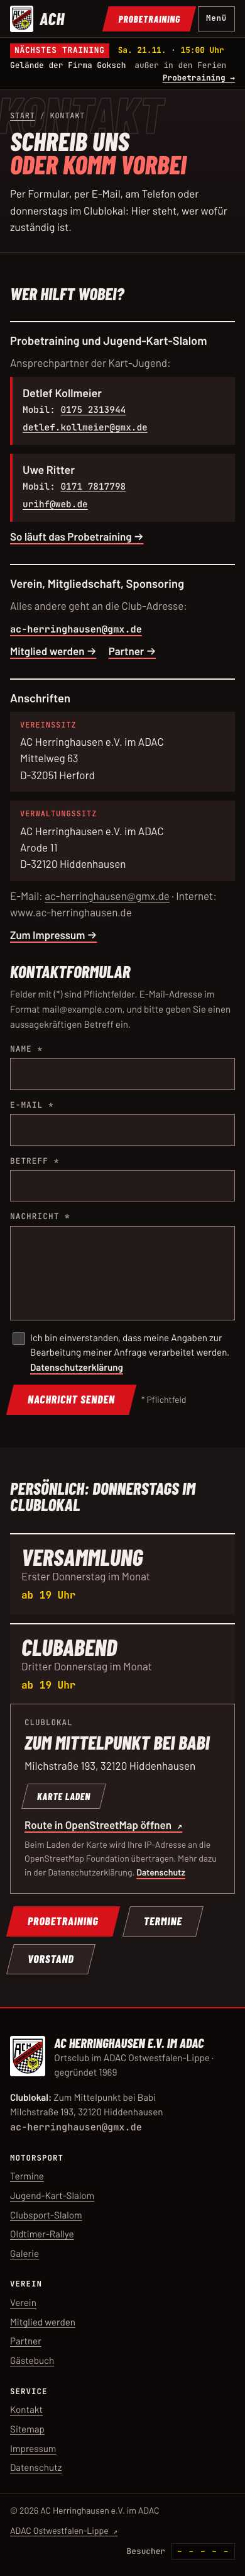 ACH
PROBETRAINING
Menü
NÄCHSTES TRAINING Sa. 21.11. · 15:00 Uhr
Gelände der Firma Goksch außer in den Ferien
Probetraining →
KONTAKT
START / KONTAKT
SCHREIB UNS
ODER KOMM VORBEI
Per Formular, per E-Mail, am Telefon oder
donnerstags im Clublokal: Hier steht, wer wofür
zuständig ist.
WER HILFT WOBEI?
Probetraining und Jugend-Kart-Slalom
Ansprechpartner der Kart-Jugend:
Detlef Kollmeier
Mobil: 0175 2313944
detlef.kollmeier@gmx.de
Uwe Ritter
Mobil: 0171 7817798
urihf@web.de
So läuft das Probetraining →
Verein, Mitgliedschaft, Sponsoring
Alles andere geht an die Club-Adresse:
ac-herringhausen@gmx.de
Mitglied werden → Partner →
Anschriften
VEREINSSITZ
AC Herringhausen e.V. im ADAC
Mittelweg 63
D-32051 Herford
VERWALTUNGSSITZ
AC Herringhausen e.V. im ADAC
Arode 11
D-32120 Hiddenhausen
E-Mail: ac-herringhausen@gmx.de · Internet:
www.ac-herringhausen.de
Zum Impressum →
KONTAKTFORMULAR
Felder mit (*) sind Pflichtfelder. E-Mail-Adresse im
Format mail@example.com, und bitte geben Sie einen
aussagekräftigen Betreff ein.
NAME *
E-MAIL *
BETREFF *
NACHRICHT *
Ich bin einverstanden, dass meine Angaben zur
Bearbeitung meiner Anfrage verarbeitet werden.
Datenschutzerklärung
NACHRICHT SENDEN
* Pflichtfeld
PERSÖNLICH: DONNERSTAGS IM
CLUBLOKAL
VERSAMMLUNG
Erster Donnerstag im Monat
ab 19 Uhr
CLUBABEND
Dritter Donnerstag im Monat
ab 19 Uhr
CLUBLOKAL
ZUM MITTELPUNKT BEI BABI
Milchstraße 193, 32120 Hiddenhausen
KARTE LADEN
Route in OpenStreetMap öffnen ↗
Beim Laden der Karte wird Ihre IP-Adresse an die
OpenStreetMap Foundation übertragen. Mehr dazu
in der Datenschutzerklärung. Datenschutz
PROBETRAINING
TERMINE
VORSTAND
AC HERRINGHAUSEN E.V. IM ADAC
Ortsclub im ADAC Ostwestfalen-Lippe ·
gegründet 1969
Clublokal: Zum Mittelpunkt bei Babi
Milchstraße 193, 32120 Hiddenhausen
ac-herringhausen@gmx.de
MOTORSPORT
Termine
Jugend-Kart-Slalom
Clubsport-Slalom
Oldtimer-Rallye
Galerie
VEREIN
Verein
Mitglied werden
Partner
Gästebuch
SERVICE
Kontakt
Sitemap
Impressum
Datenschutz
© 2026 AC Herringhausen e.V. im ADAC
ADAC Ostwestfalen-Lippe ↗
Besucher – – – – –